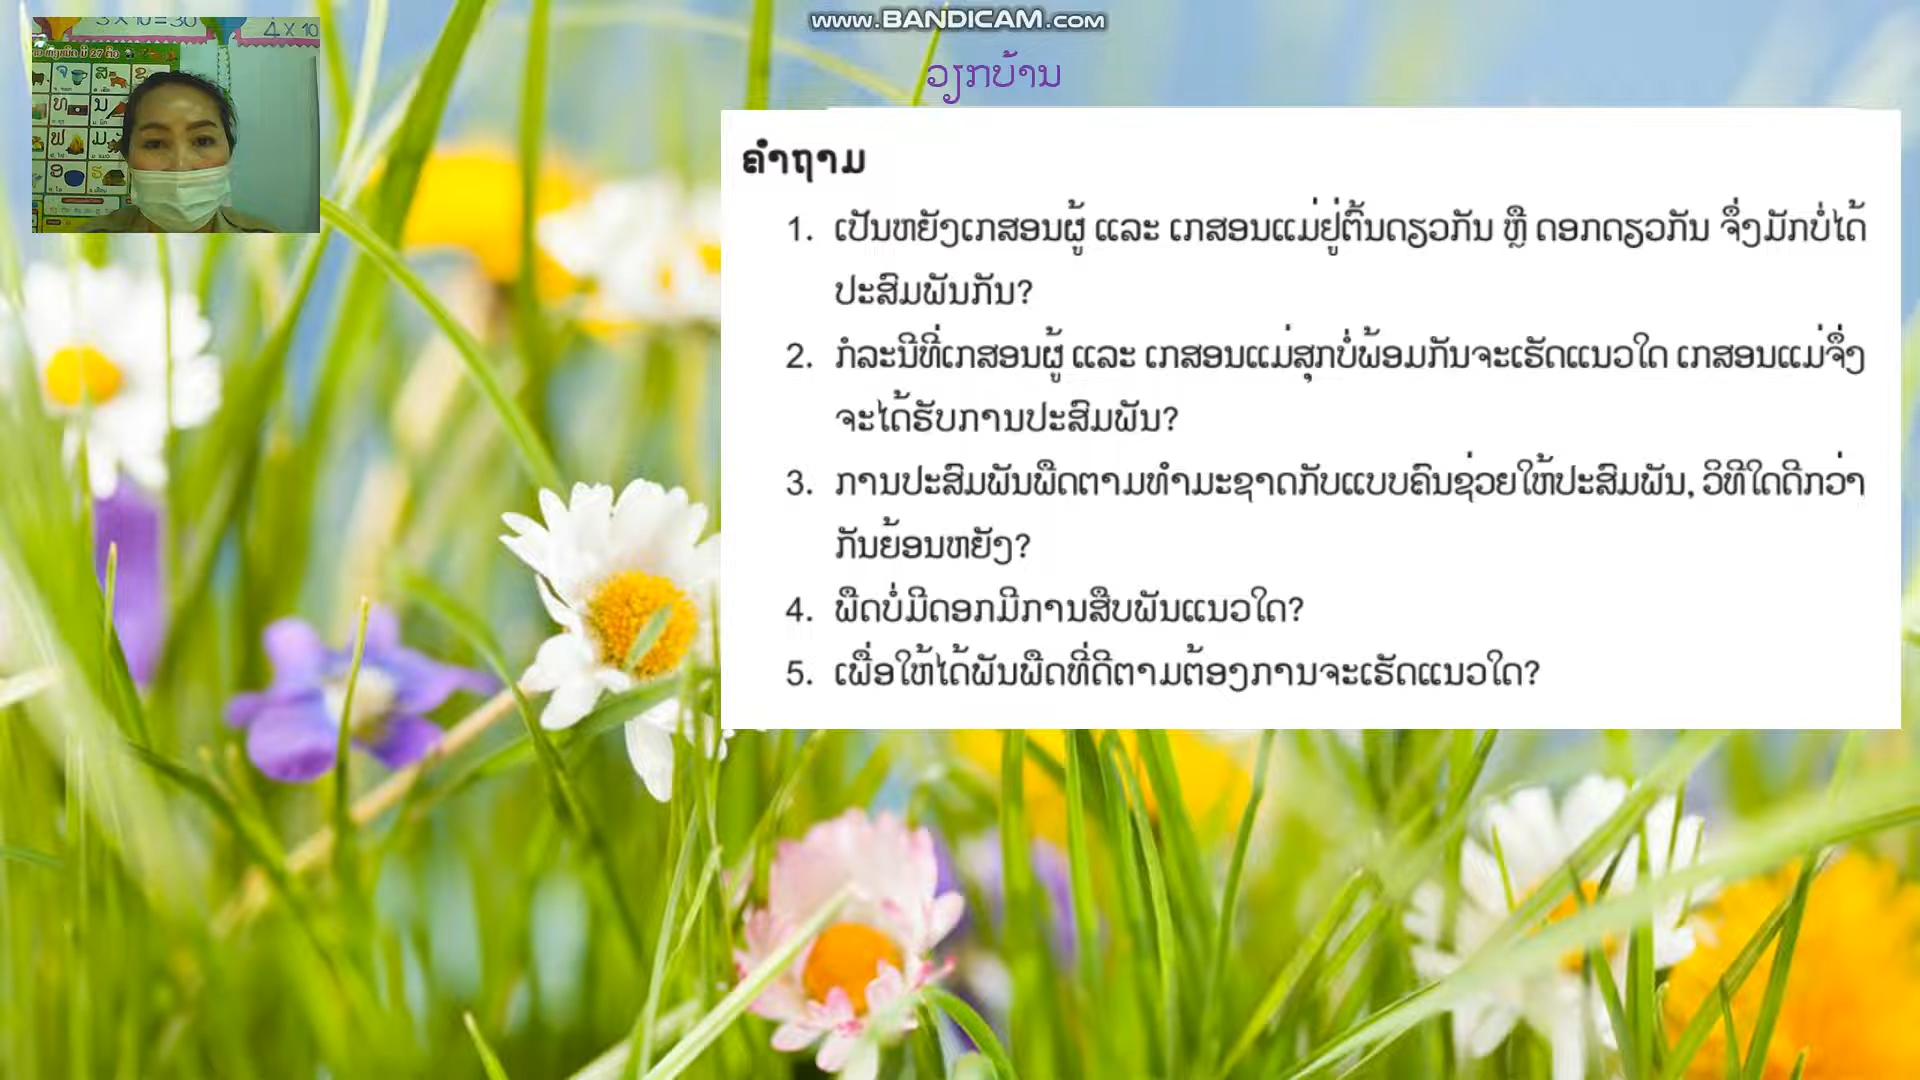 3 X 10 = 30
4 X 10
WWW.BANDICAM.COM
ວຽກບ້ານ
ຄຳຖາມ
1. ເປັນຫຍັງເກສອນຜູ້ ແລະ ເກສອນແມ່ຢູ່ຕົ້ນດຽວກັນ ຫຼື ດອກດຽວກັນ ຈຶ່ງມັກບໍ່ໄດ້
ປະສົມພັນກັນ?
2. ກໍລະນີທີ່ເກສອນຜູ້ ແລະ ເກສອນແມ່ສຸກບໍ່ພ້ອມກັນຈະເຮັດແນວໃດ ເກສອນແມ່ຈຶ່ງ
ຈະໄດ້ຮັບການປະສົມພັນ?
3. ການປະສົມພັນພືດຕາມທຳມະຊາດກັບແບບຄົນຊ່ວຍໃຫ້ປະສົມພັນ, ວິທີໃດດີກວ່າ
ກັນຍ້ອນຫຍັງ?
4. ພືດບໍ່ມີດອກມີການສືບພັນແນວໃດ?
5. ເພື່ອໃຫ້ໄດ້ພັນພືດທີ່ດີຕາມຕ້ອງການຈະເຮັດແນວໃດ?